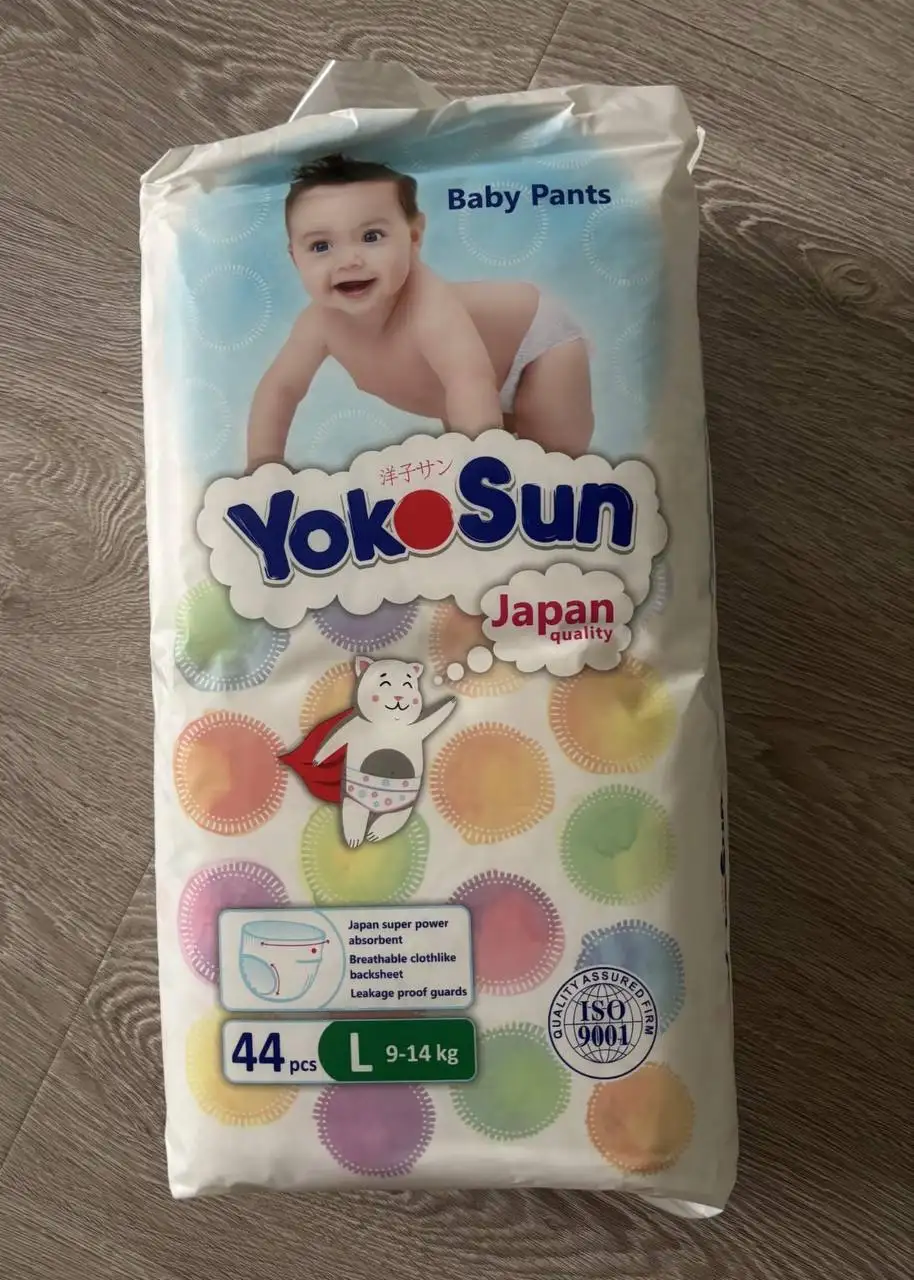 Baby Pants
洋子サン
YokoSun
Japan
quality
Japan super power
absorbent
Breathable clothlike
backsheet
Leakage proof guards
44 pcs L 9-14 kg
QUALITY ASSURED FIRM
ISO
9001